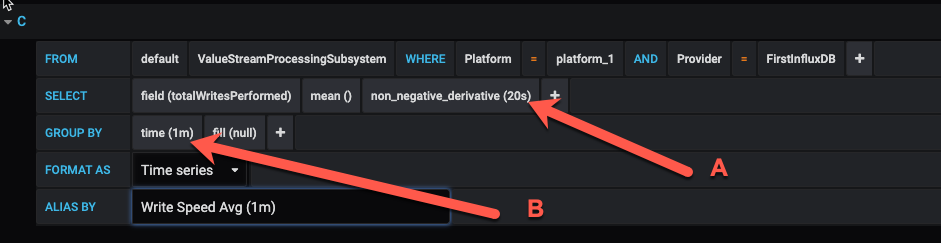 C
FROM default ValueStreamProcessingSubsystem WHERE Platform = platform_1 AND Provider = FirstInfluxDB +
SELECT field (totalWritesPerformed) mean () non_negative_derivative (20s) +
GROUP BY time (1m) fill (null) +
A
FORMAT AS Time series
ALIAS BY Write Speed Avg (1m)
B